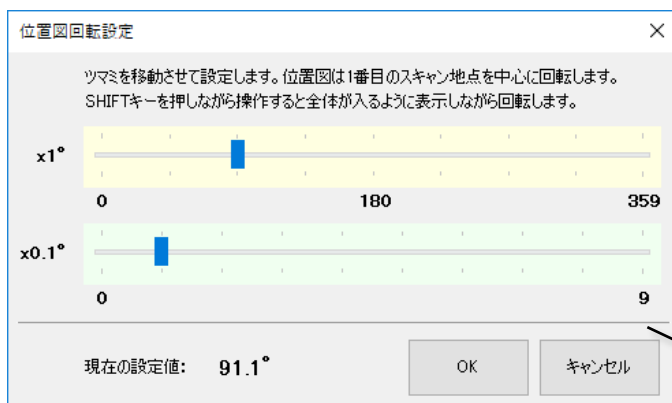 位置図回転設定
ツマミを移動させて設定します。位置図は1番目のスキャン地点を中心に回転します。
SHIFTキーを押しながら操作すると全体が入るように表示しながら回転します。
x1°
0 180 359
x0.1°
0 9
現在の設定値: 91.1° OK キャンセル